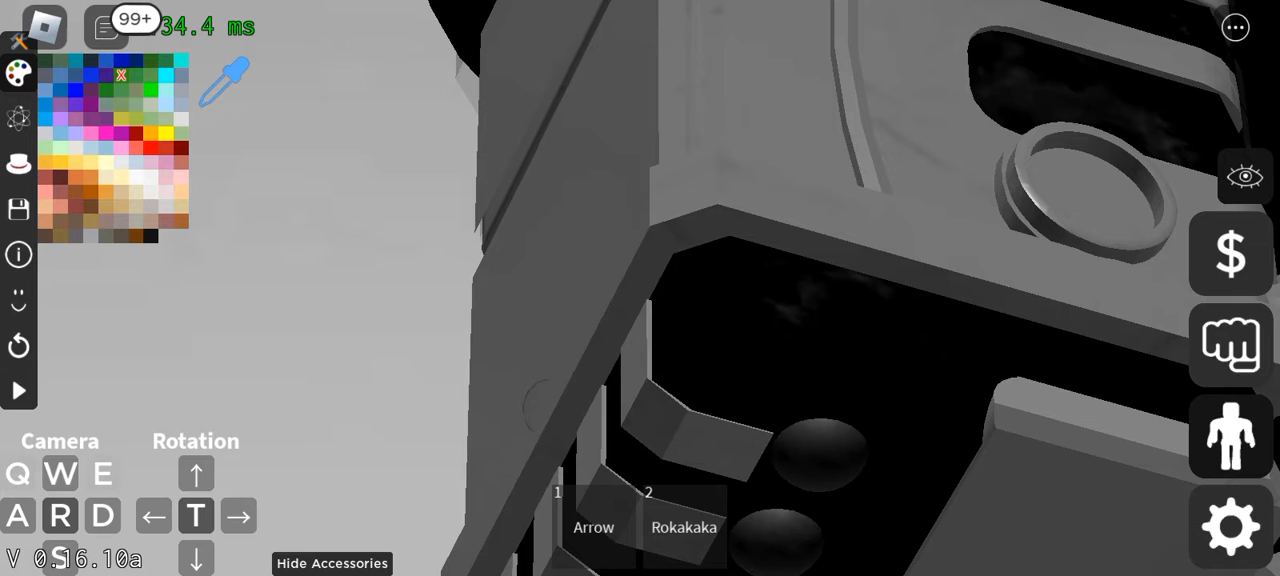 99+
34.4 ms
X
$
Camera Rotation
Q W E ↑
A R D ← T →
S ↓
V 0.16.10a
Hide Accessories
1 2
Arrow Rokakaka